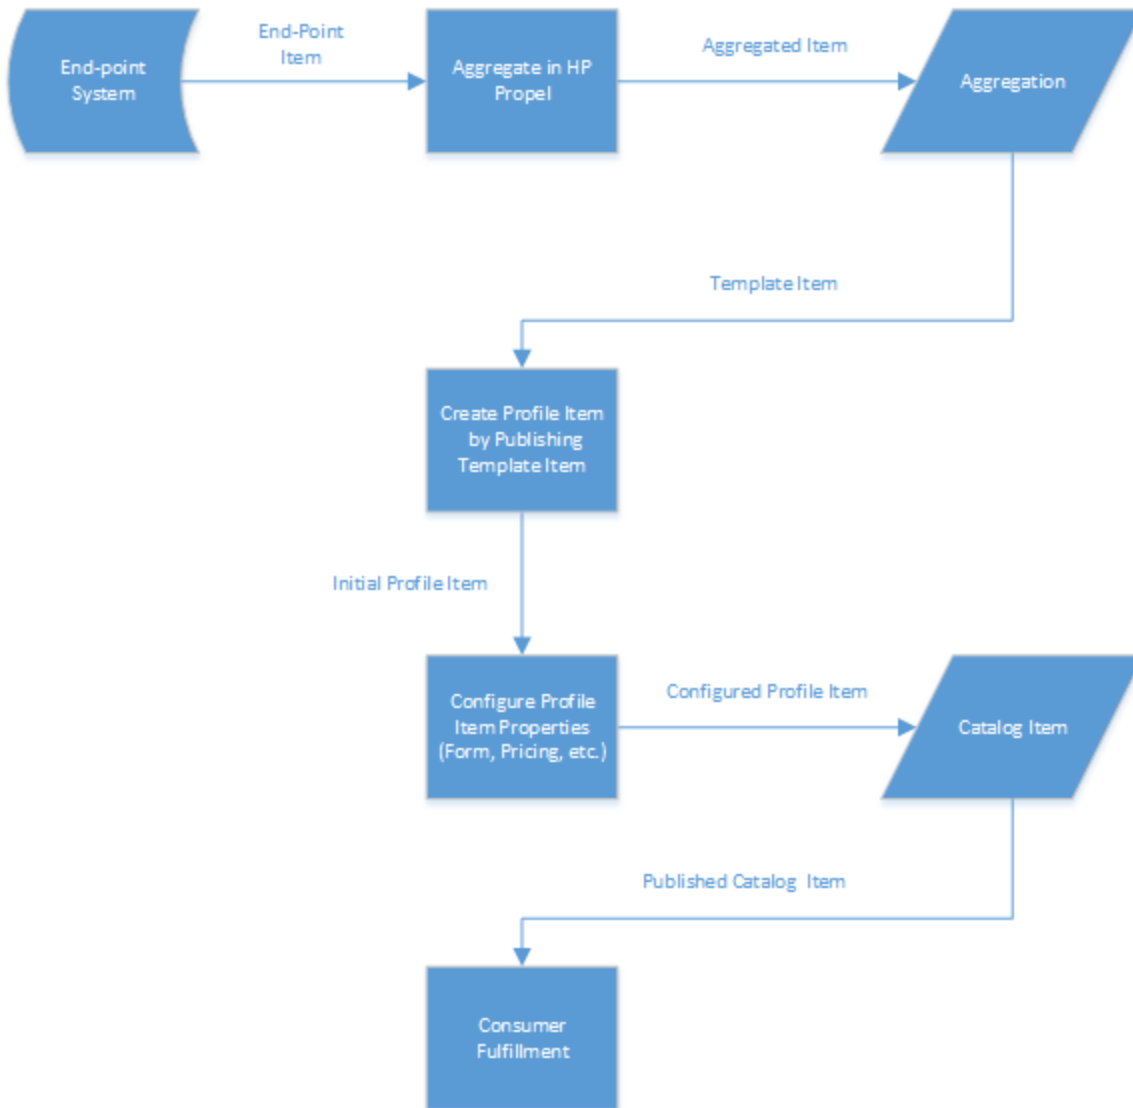 End-Point
Item
Aggregated Item
End-point
System
Aggregate in HP
Propel
Aggregation
Template Item
Create Profile Item
by Publishing
Template Item
Initial Profile Item
Configured Profile Item
Configure Profile
Item Properties
(Form, Pricing, etc.)
Catalog Item
Published Catalog Item
Consumer
Fulfillment